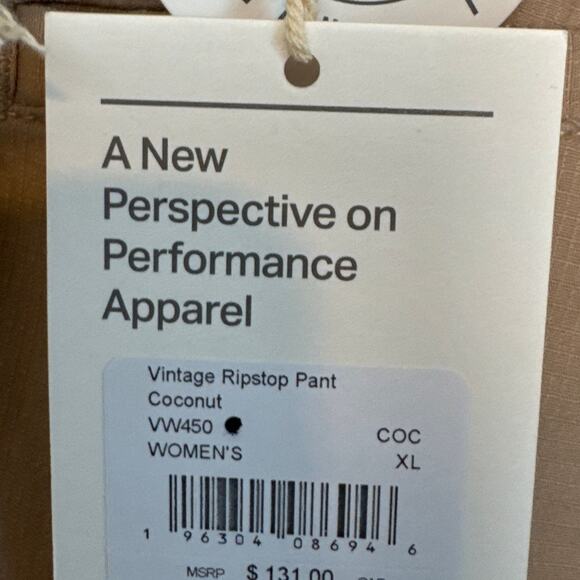 A New
Perspective on
Performance
Apparel
Vintage Ripstop Pant
Coconut
VW450
WOMEN'S
COC
XL
1 96304 08694 6
MSRP $131.00